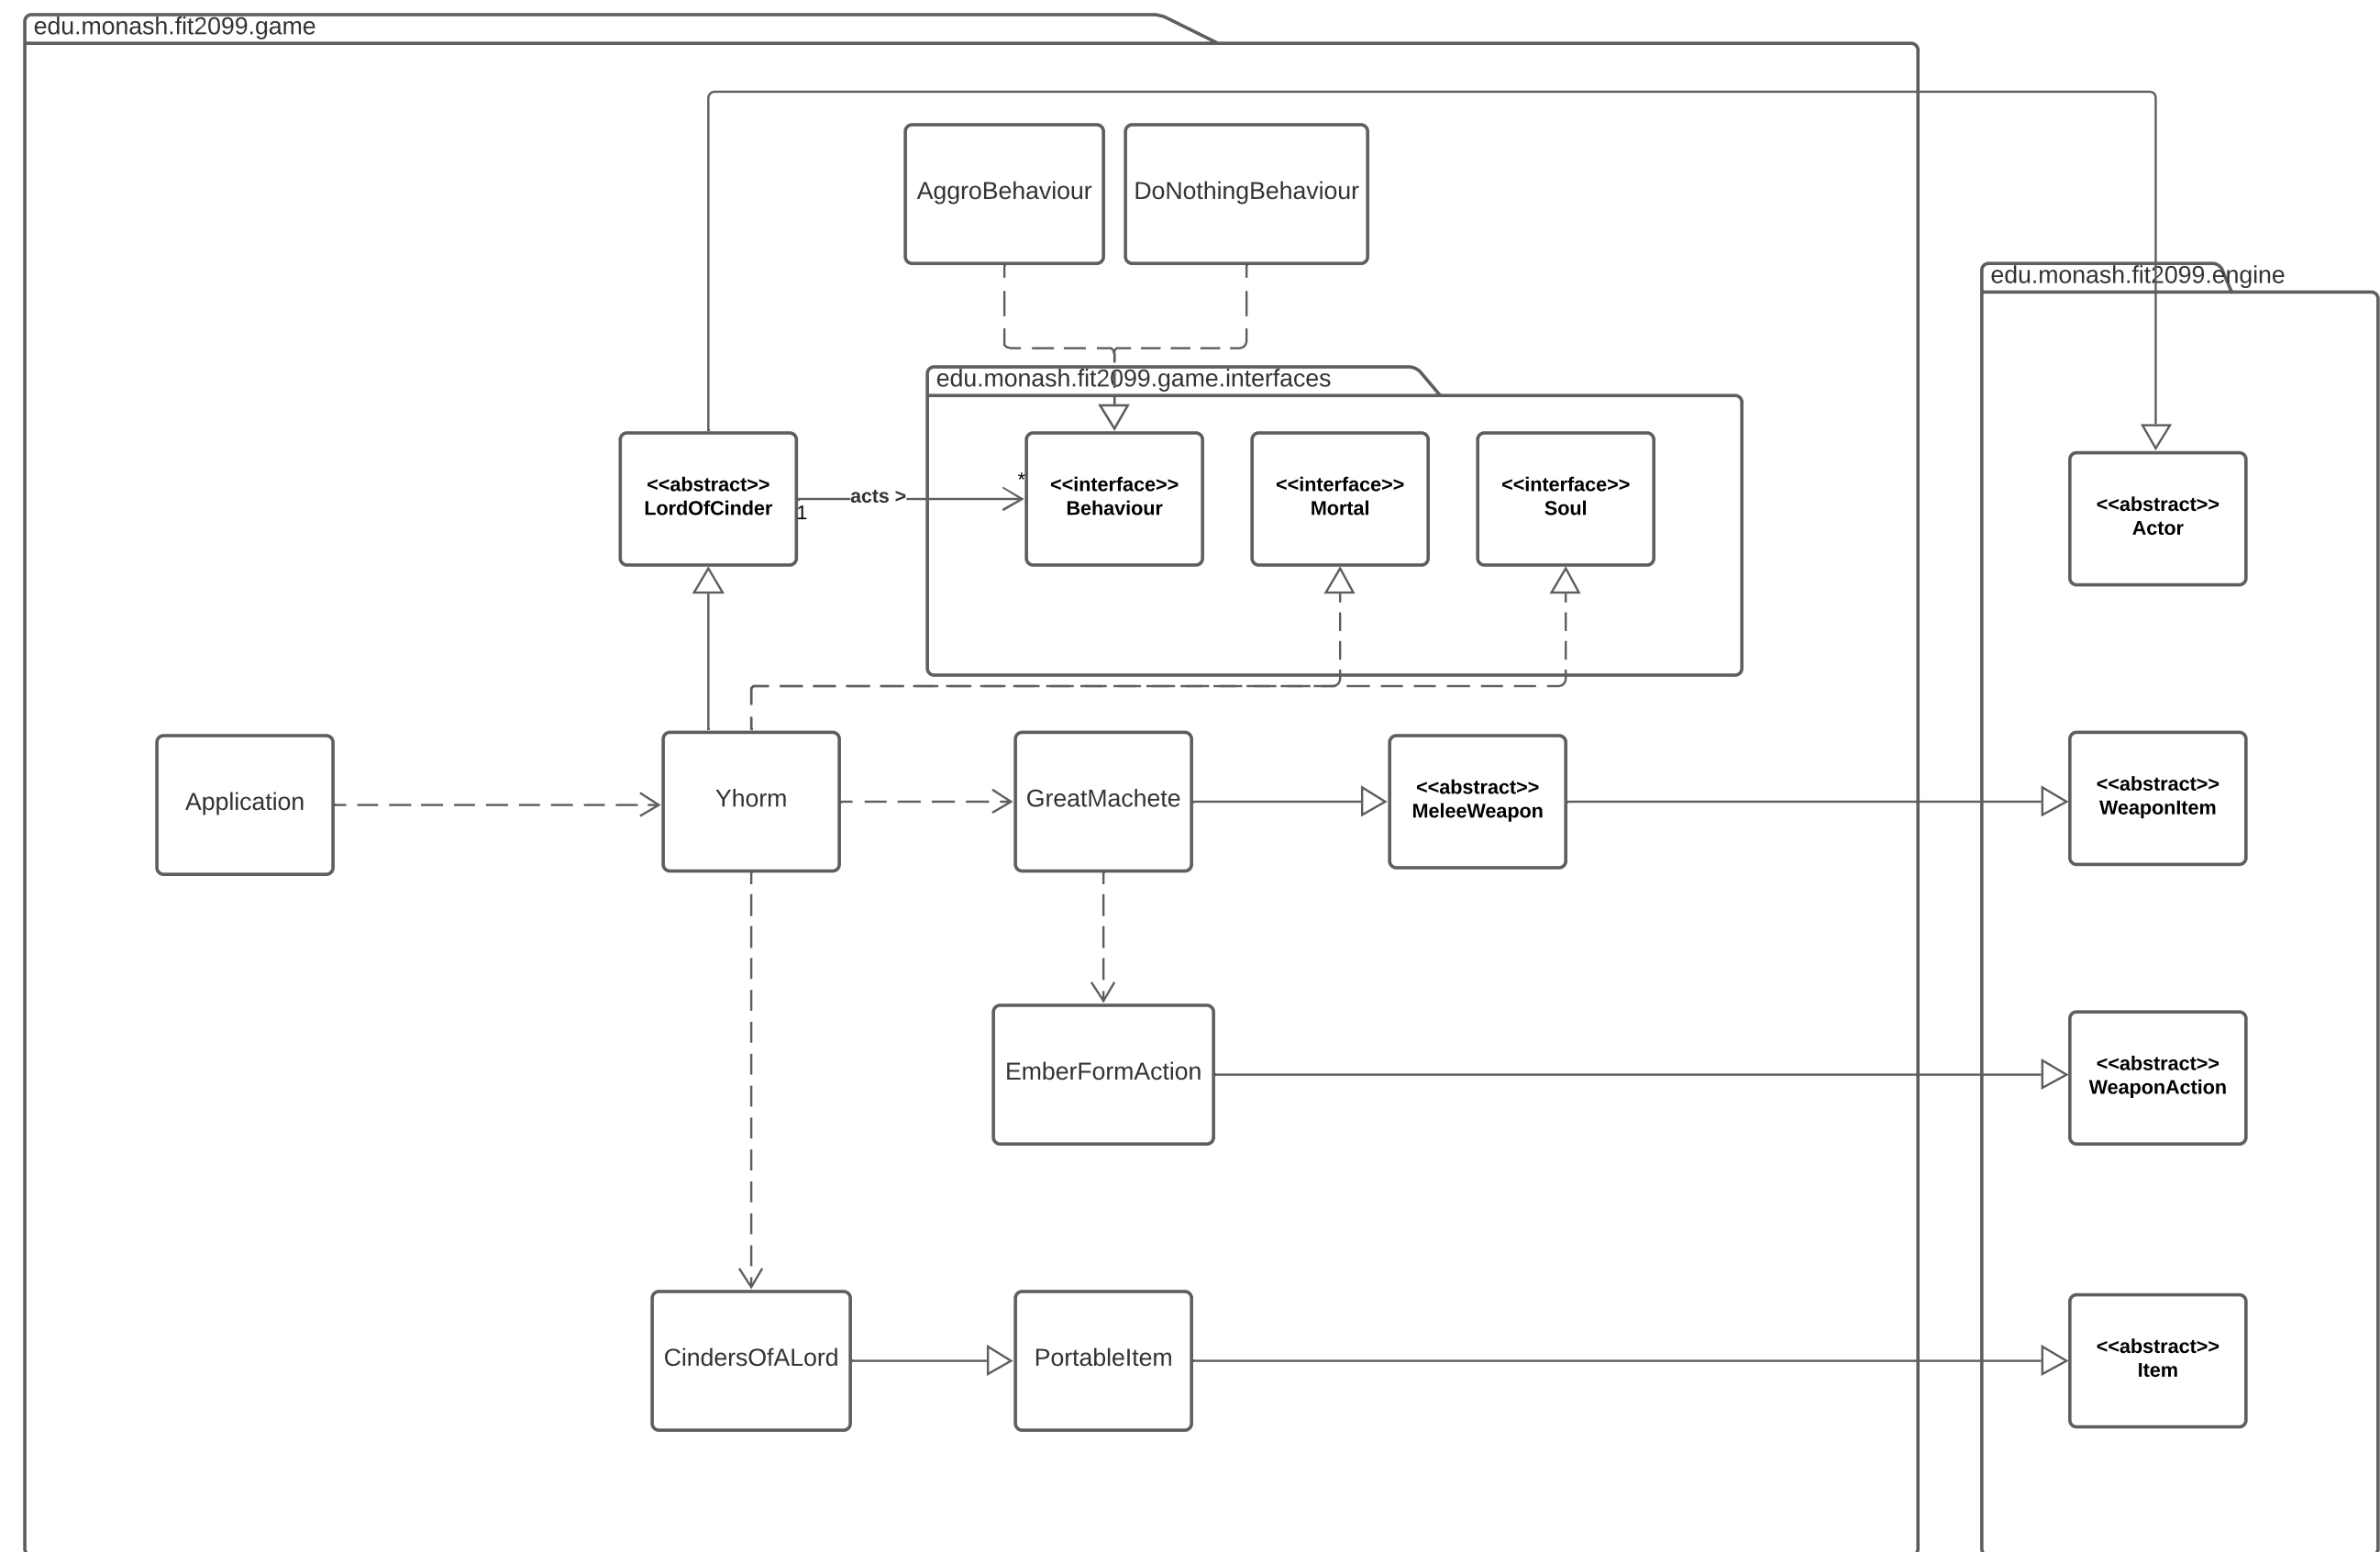 edu.monash.fit2099.game
AggroBehaviour
DoNothingBehaviour
edu.monash.fit2099.engine
edu.monash.fit2099.game.interfaces
<<abstract>>
LordOfCinder
acts >
1
*
<<interface>>
Behaviour
<<interface>>
Mortal
<<interface>>
Soul
<<abstract>>
Actor
Application
Yhorm
GreatMachete
<<abstract>>
MeleeWeapon
<<abstract>>
WeaponItem
EmberFormAction
<<abstract>>
WeaponAction
CindersOfALord
PortableItem
<<abstract>>
Item